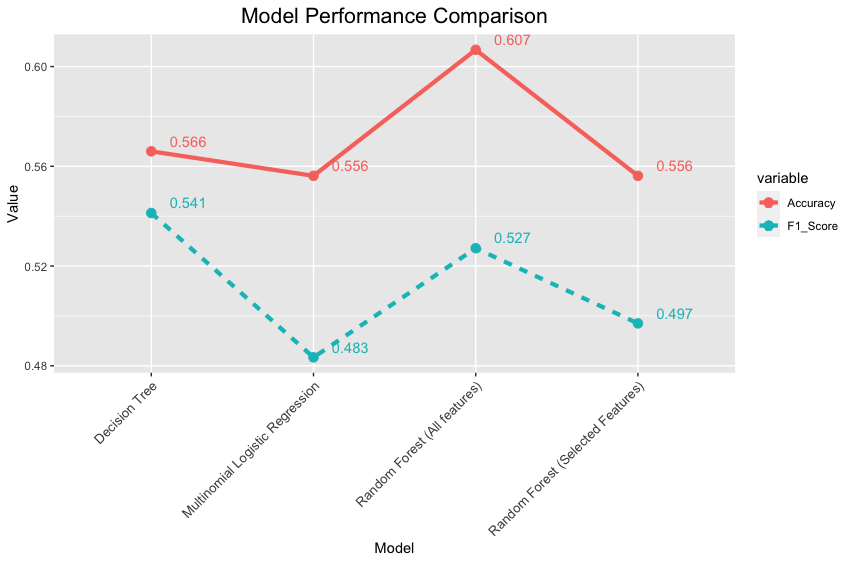 Model Performance Comparison
Value
0.60
0.56
0.52
0.48
0.566
0.556
0.607
0.556
0.541
0.483
0.527
0.497
Decision Tree
Multinomial Logistic Regression
Random Forest (All features)
Random Forest (Selected Features)
Model
variable
Accuracy
F1_Score